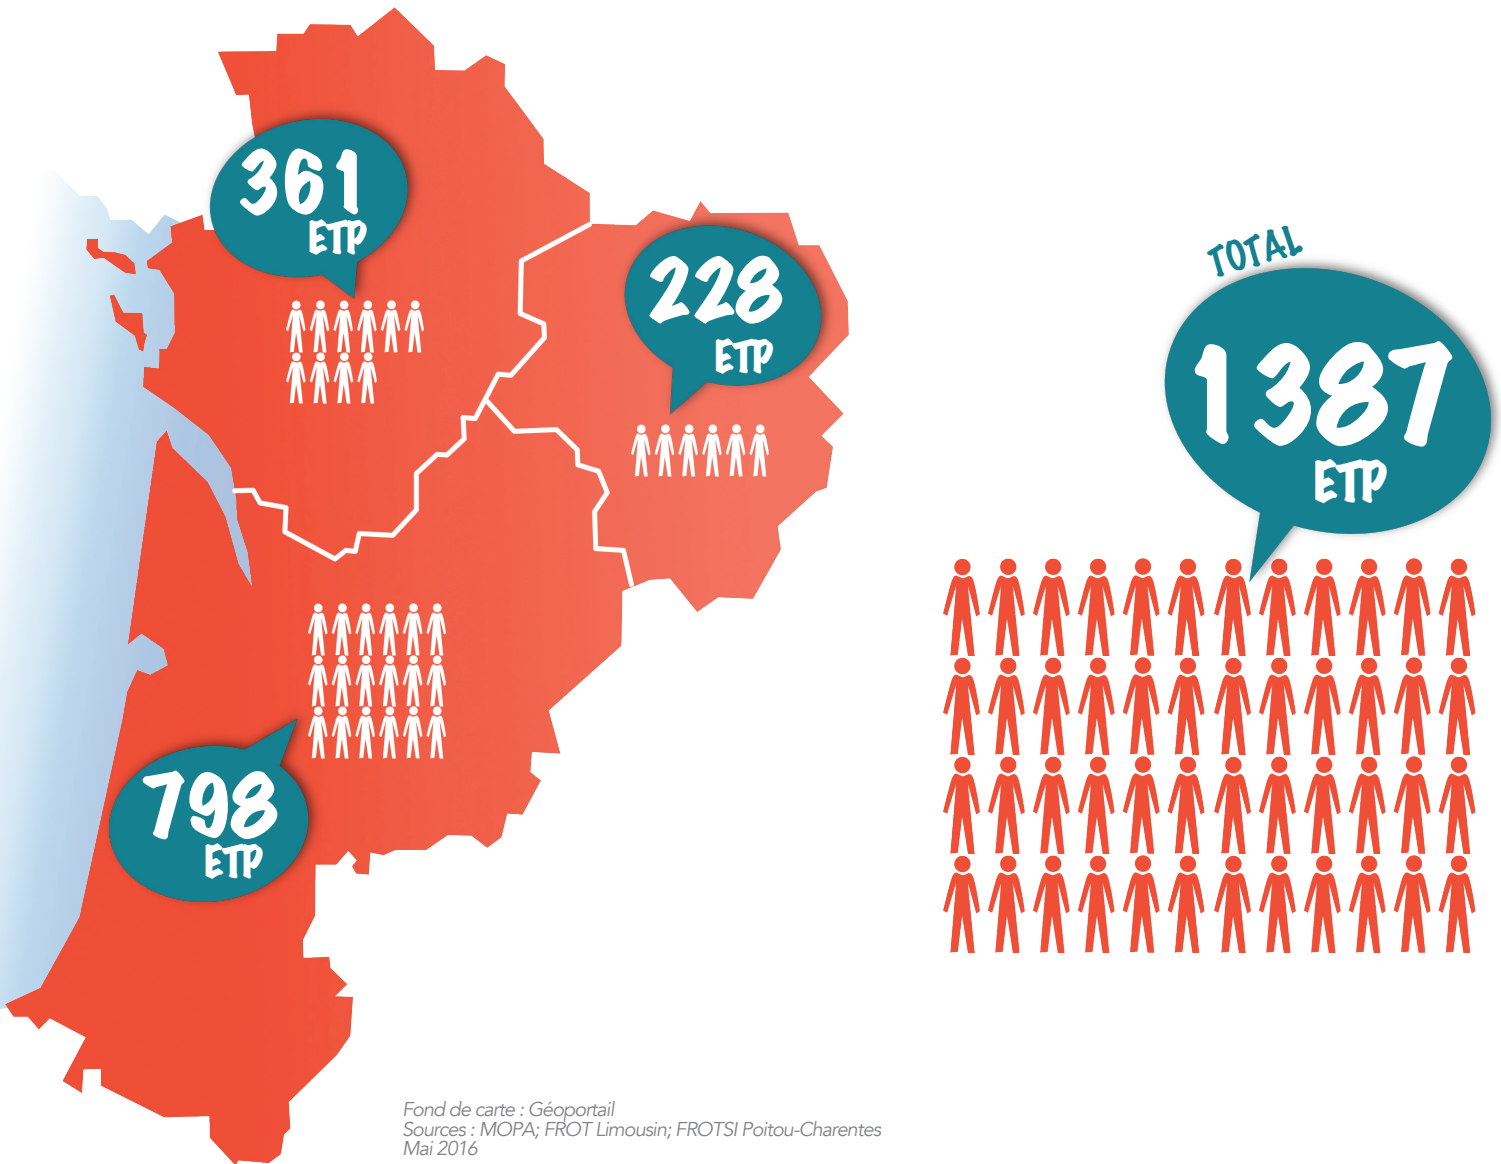 361
ETP
228
ETP
TOTAL
1387
ETP
798
ETP
Fond de carte : Géoportail
Sources : MOPA; FROT Limousin; FROTSI Poitou-Charentes
Mai 2016